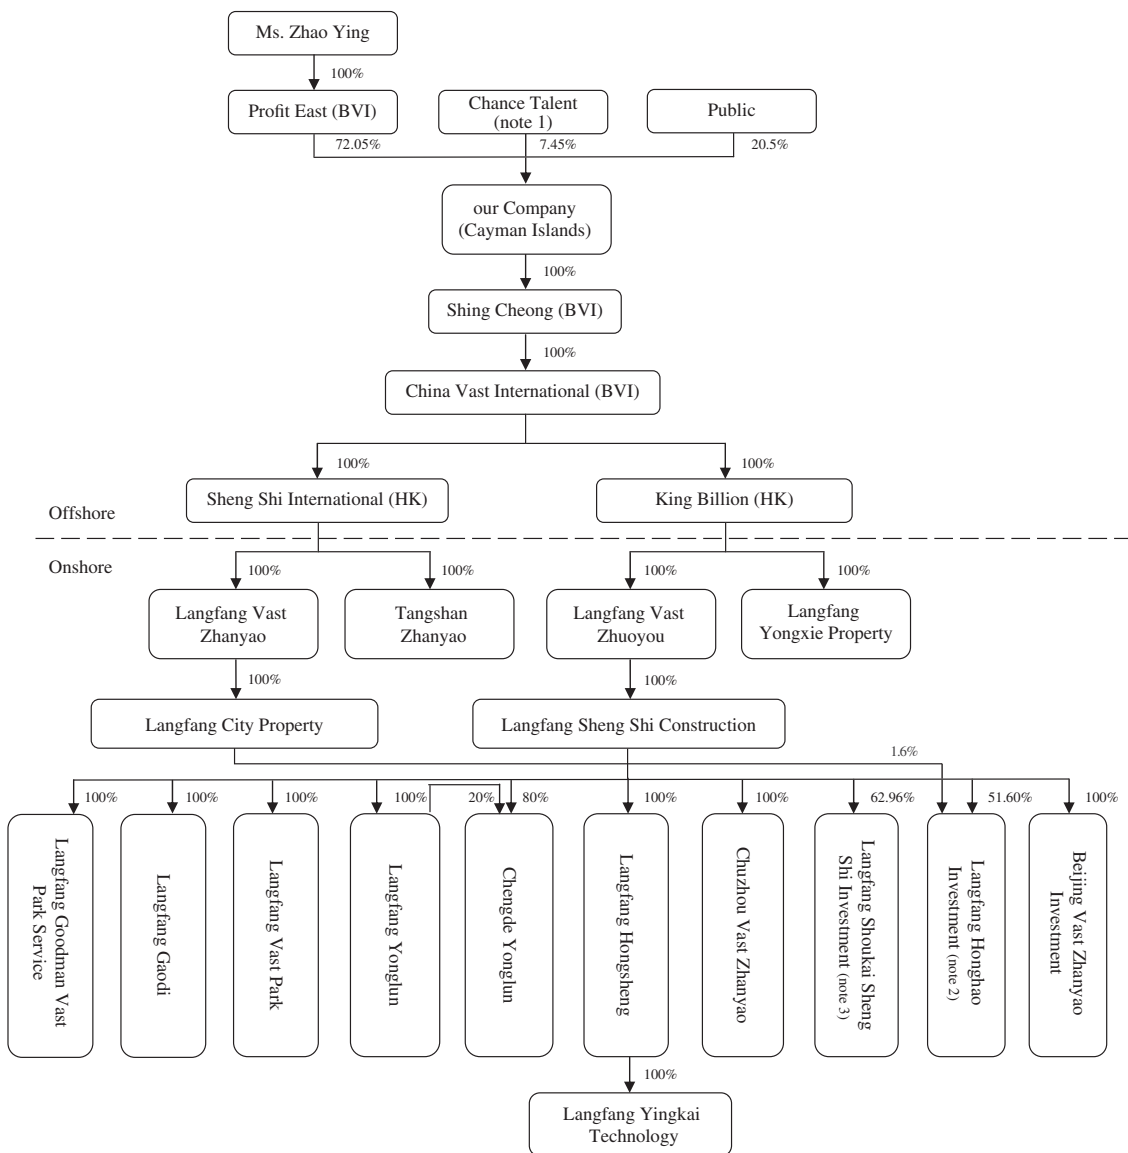 Ms. Zhao Ying
100%
Profit East (BVI)
Chance Talent
(note 1)
Public
72.05%
7.45%
20.5%
our Company
(Cayman Islands)
100%
Shing Cheong (BVI)
100%
China Vast International (BVI)
100%
100%
Sheng Shi International (HK)
King Billion (HK)
Offshore
Onshore
100%
100%
100%
100%
Langfang Vast
Zhanyao
Tangshan
Zhanyao
Langfang Vast
Zhuoyou
Langfang
Yongxie Property
100%
100%
Langfang City Property
Langfang Sheng Shi Construction
1.6%
100%
100%
100%
100%
20%
80%
100%
100%
62.96%
51.60%
100%
Langfang Goodman Vast
Park Service
Langfang Gaodi
Langfang Vast Park
Langfang Yonglun
Chengde Yonglun
Langfang Hongsheng
Chuzhou Vast Zhanyao
Langfang Shoukai Sheng
Shi Investment (note 3)
Langfang Honghao
Investment (note 2)
Beijing Vast Zhanyao
Investment
100%
Langfang Yingkai
Technology